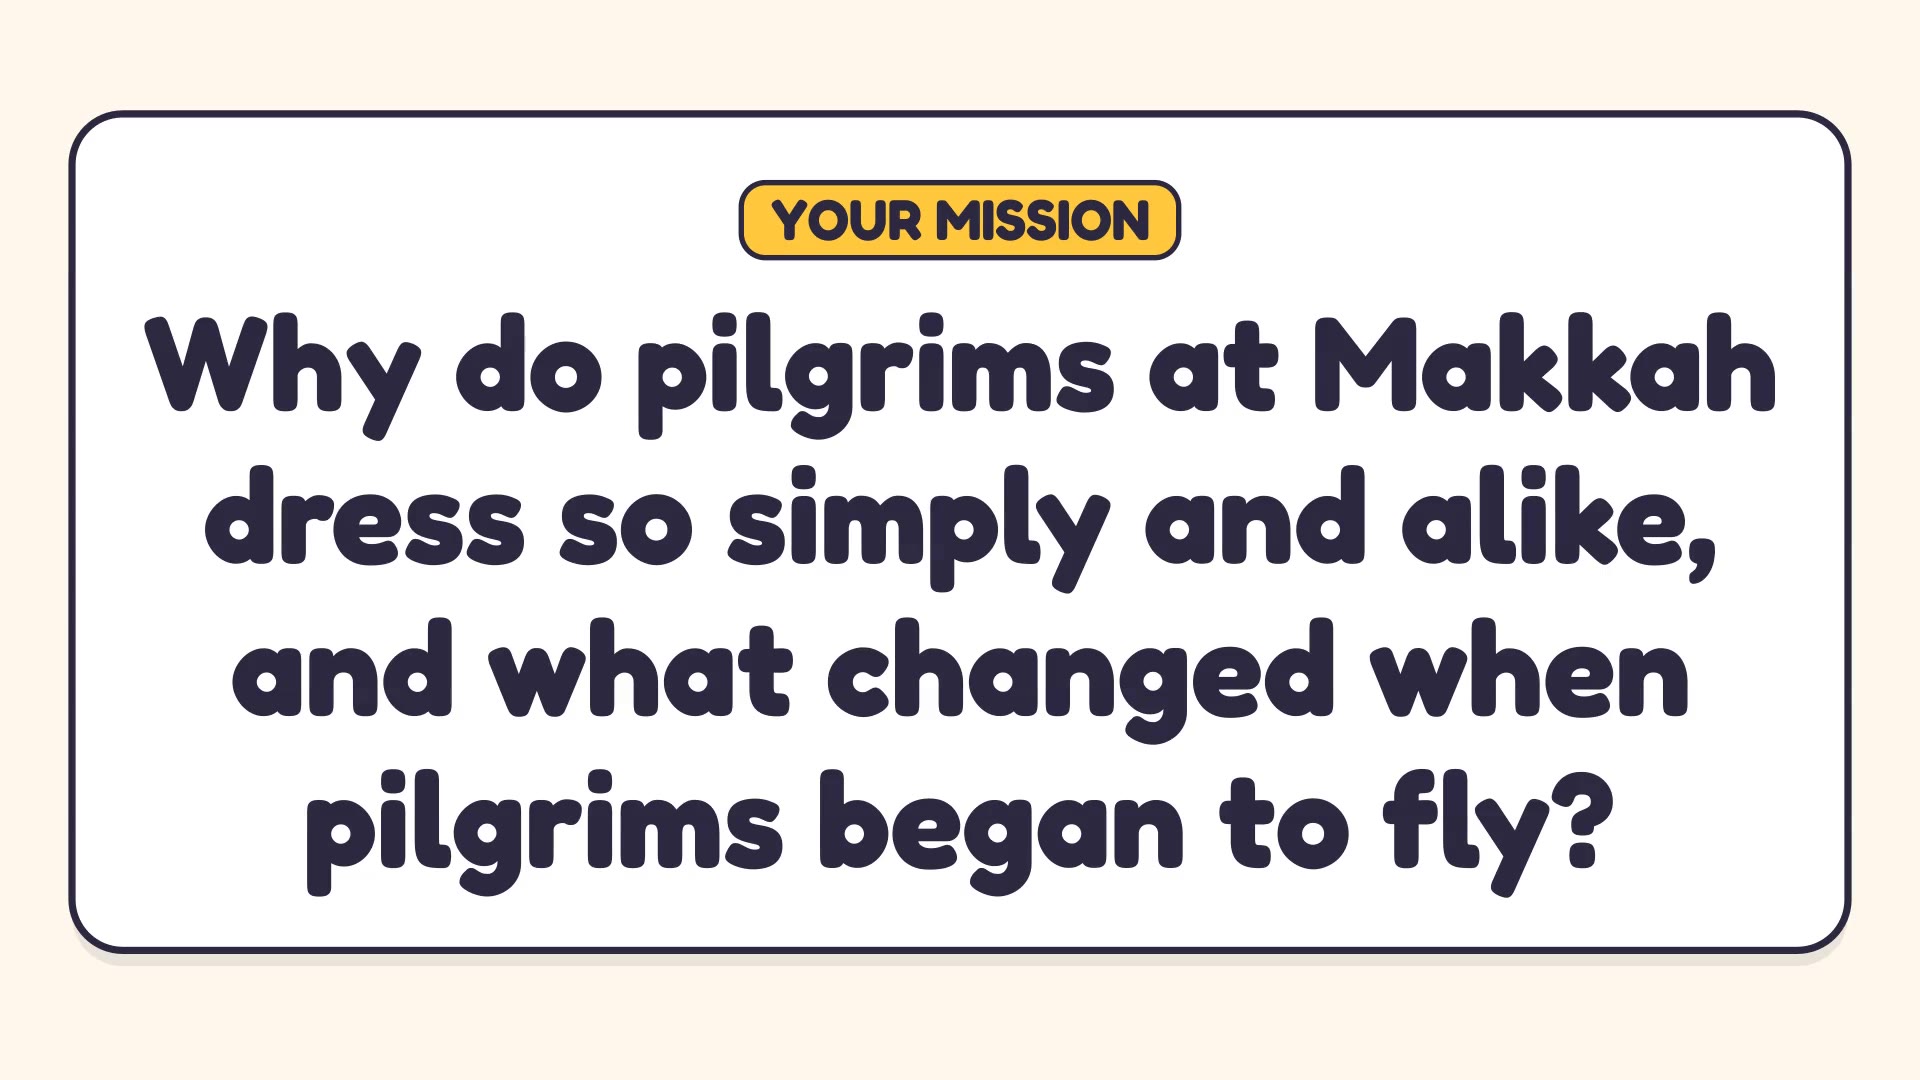 YOUR MISSION
Why do pilgrims at Makkah
dress so simply and alike,
and what changed when
pilgrims began to fly?